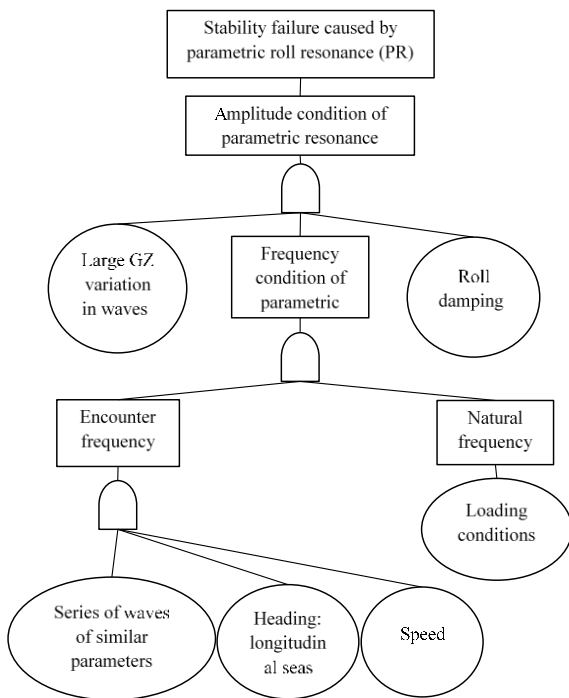 Stability failure caused by
parametric roll resonance (PR)
Amplitude condition of
parametric resonance
Large GZ
variation
in waves
Frequency
condition of
parametric
Roll
damping
Encounter
frequency
Natural
frequency
Loading
conditions
Series of waves
of similar
parameters
Heading:
longitudin
al seas
Speed